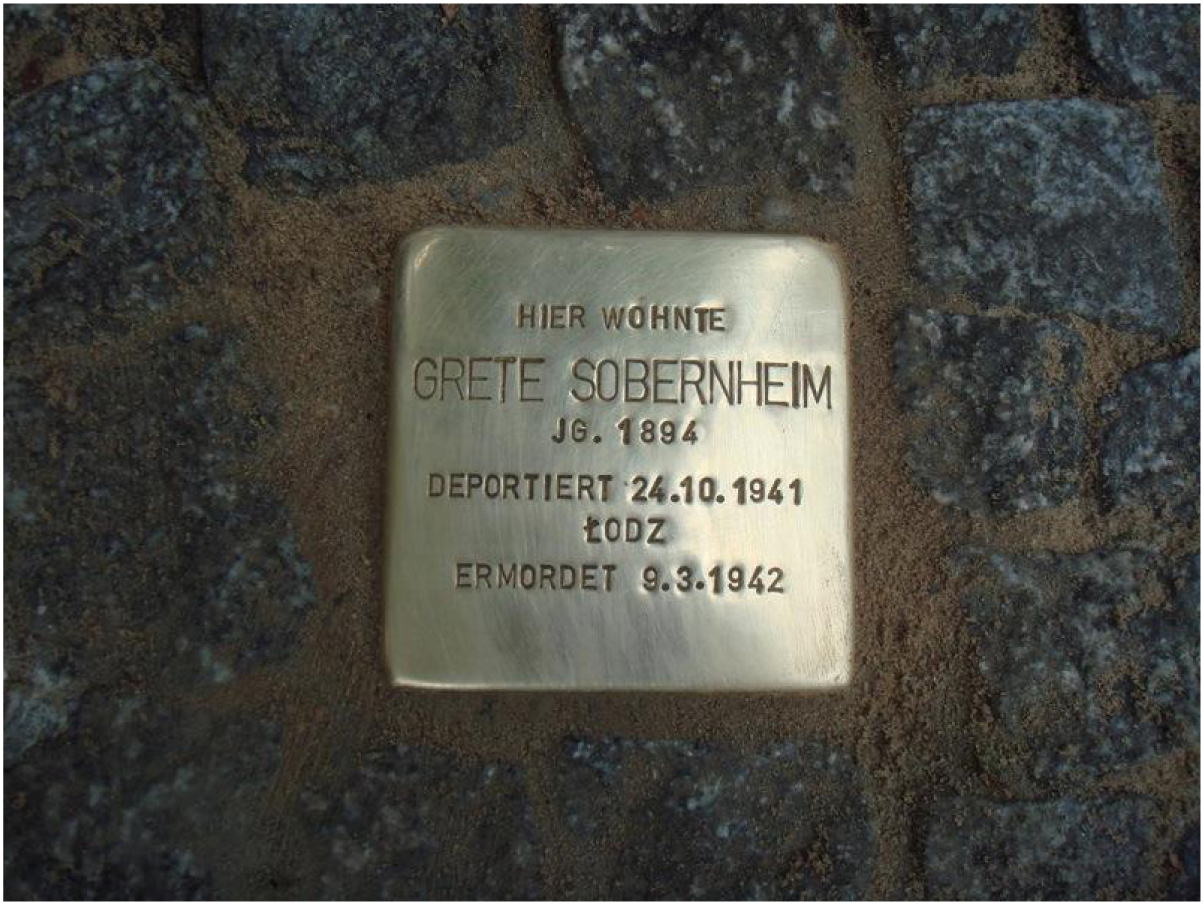 HIER WOHNTE
GRETE SOBERNHEIM
JG. 1894
DEPORTIERT 24.10.1941
ŁODZ
ERMORDET 9.3.1942